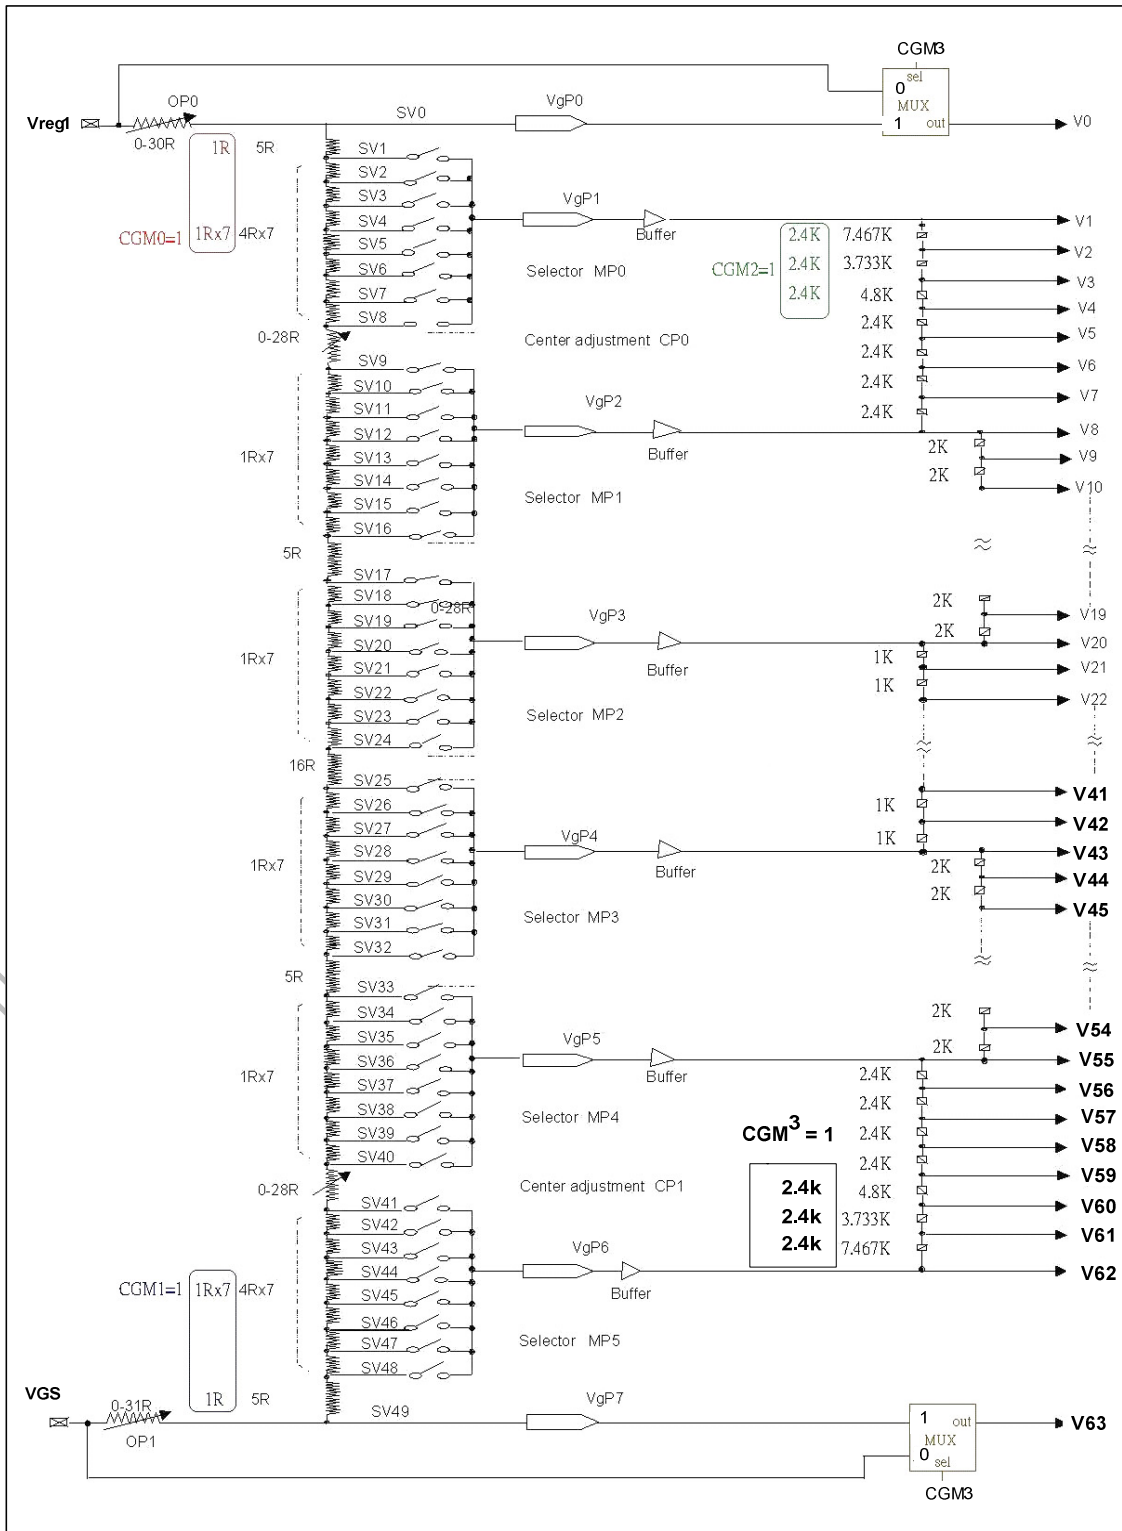 CGM3
sel
0
MUX
1 out
Vreg1
OP0
0-30R
SV0
VgP0
V0
1R 5R
SV1
SV2
SV3
SV4
SV5
SV6
SV7
SV8
CGM0=1
1Rx7 4Rx7
VgP1
Buffer
Selector MP0
V1
CGM2=1
2.4K 7.467K
2.4K 3.733K
2.4K 4.8K
2.4K
2.4K
2.4K
2.4K
V2
V3
V4
V5
V6
V7
V8
0-28R
Center adjustment CP0
SV9
SV10
SV11
SV12
SV13
SV14
SV15
SV16
1Rx7
VgP2
Buffer
Selector MP1
2K
2K
V9
V10
5R
SV17
SV18
0-28R
SV19
SV20
SV21
SV22
SV23
SV24
1Rx7
VgP3
Buffer
Selector MP2
2K
2K
V19
V20
1K
1K
V21
V22
16R
SV25
SV26
SV27
SV28
SV29
SV30
SV31
SV32
1Rx7
VgP4
Buffer
Selector MP3
1K
1K
V41
V42
V43
2K
2K
V44
V45
5R
SV33
SV34
SV35
SV36
SV37
SV38
SV39
SV40
1Rx7
VgP5
Buffer
Selector MP4
2K
2K
V54
V55
2.4K
2.4K
2.4K
2.4K
CGM3 = 1
2.4k 4.8K
2.4k 3.733K
2.4k 7.467K
V56
V57
V58
V59
V60
V61
V62
0-28R
Center adjustment CP1
SV41
SV42
SV43
SV44
SV45
SV46
SV47
SV48
CGM1=1
1Rx7 4Rx7
VgP6
Buffer
Selector MP5
1R 5R
VGS
0-31R
OP1
SV49
VgP7
1 out
MUX
0
sel
CGM3
V63